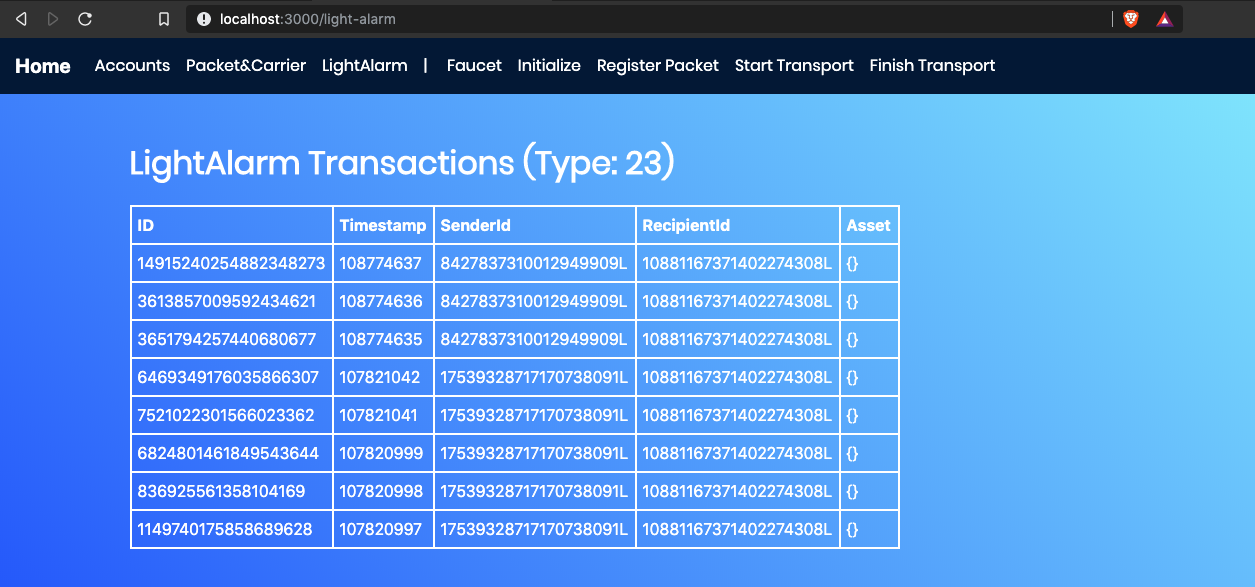 localhost:3000/light-alarm
Home Accounts Packet&Carrier LightAlarm | Faucet Initialize Register Packet Start Transport Finish Transport
LightAlarm Transactions (Type: 23)
ID Timestamp SenderId RecipientId Asset
14915240254882348273 108774637 8427837310012949909L 10881167371402274308L {}
3613857009592434621 108774636 8427837310012949909L 10881167371402274308L {}
3651794257440680677 108774635 8427837310012949909L 10881167371402274308L {}
6469349176035866307 107821042 17539328717170738091L 10881167371402274308L {}
7521022301566023362 107821041 17539328717170738091L 10881167371402274308L {}
6824801461849543644 107820999 17539328717170738091L 10881167371402274308L {}
836925561358104169 107820998 17539328717170738091L 10881167371402274308L {}
1149740175858689628 107820997 17539328717170738091L 10881167371402274308L {}